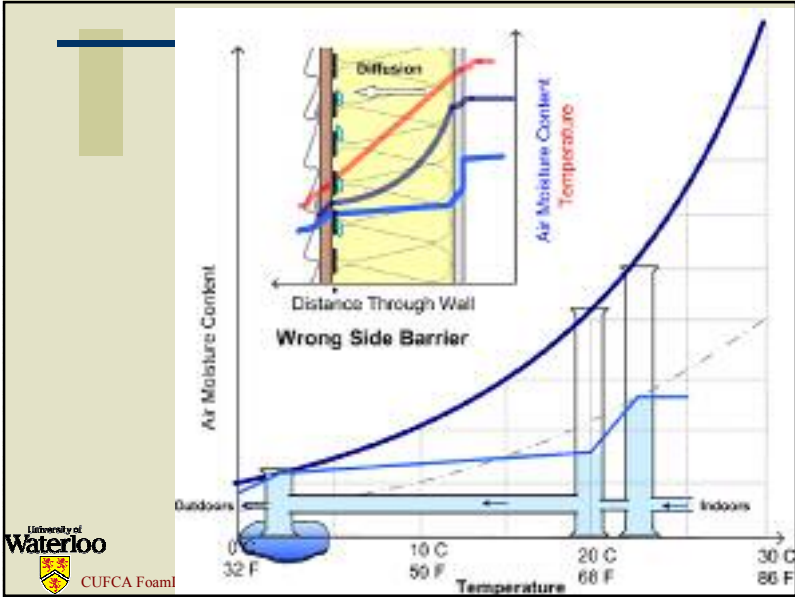 Diffusion
Air Moisture Content
Temperature
Distance Through Wall
Wrong Side Barrier
Air Moisture Content
Outdoors
Indoors
0
10 C
20 C
30 C
32 F
50 F
68 F
86 F
Temperature
University of
Waterloo
CUFCA